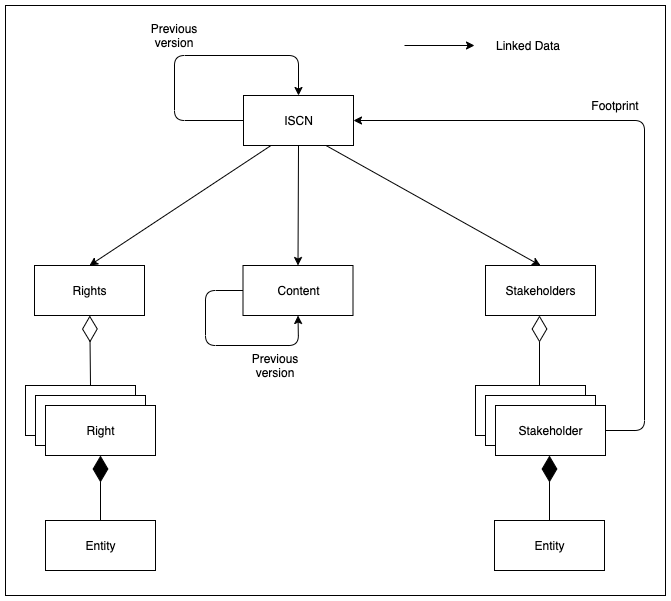 Previous
version
Linked Data
Footprint
ISCN
Rights
Content
Stakeholders
Previous
version
Right
Stakeholder
Entity
Entity